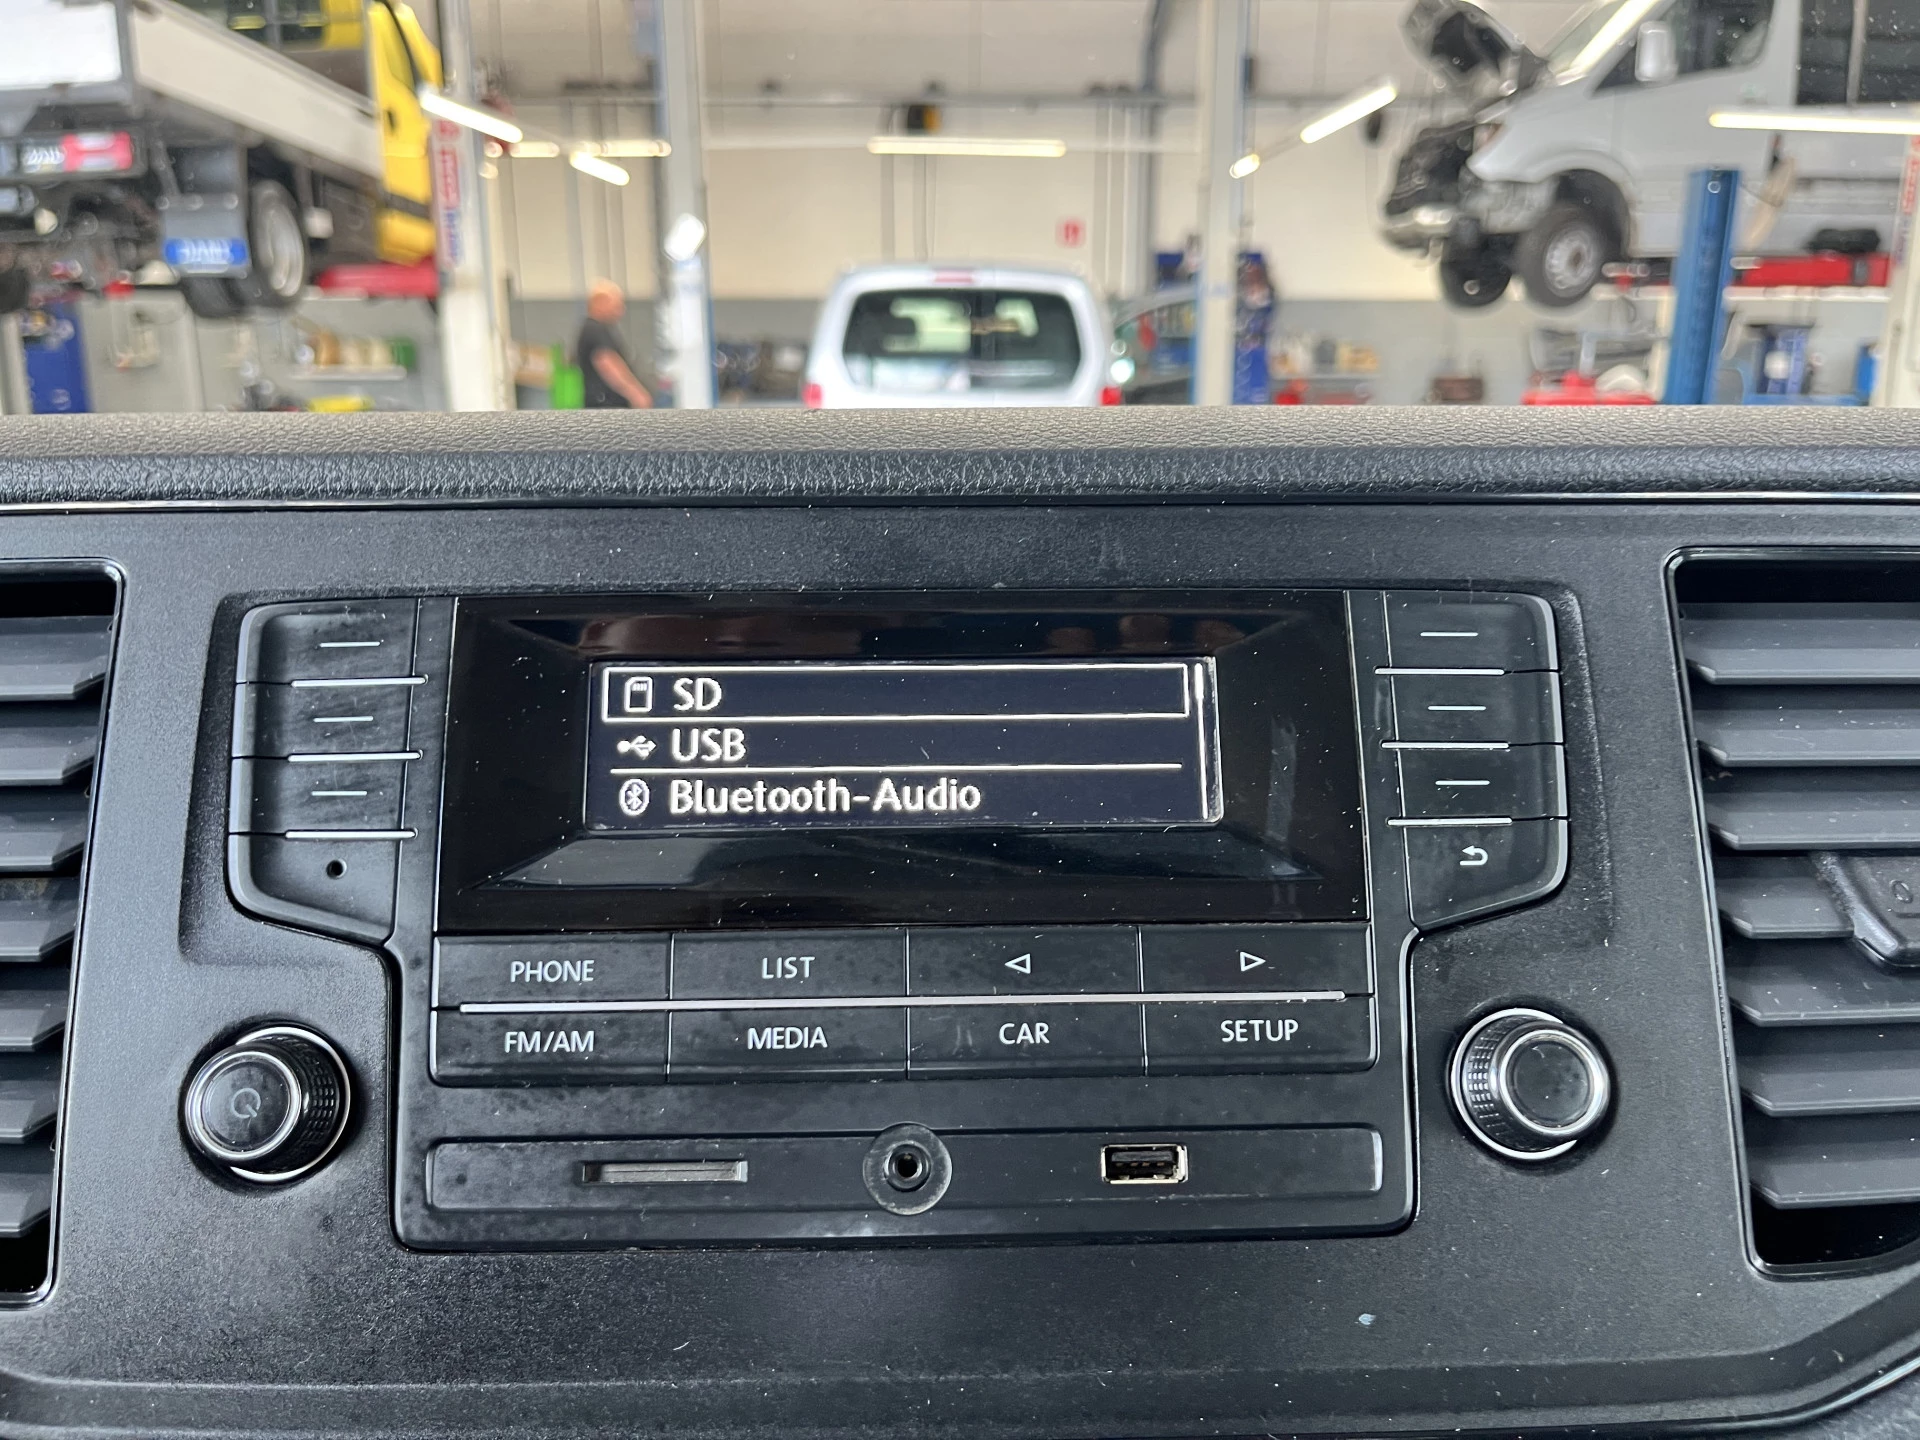 SD
USB
Bluetooth-Audio
PHONE
LIST
FM/AM
MEDIA
CAR
SETUP